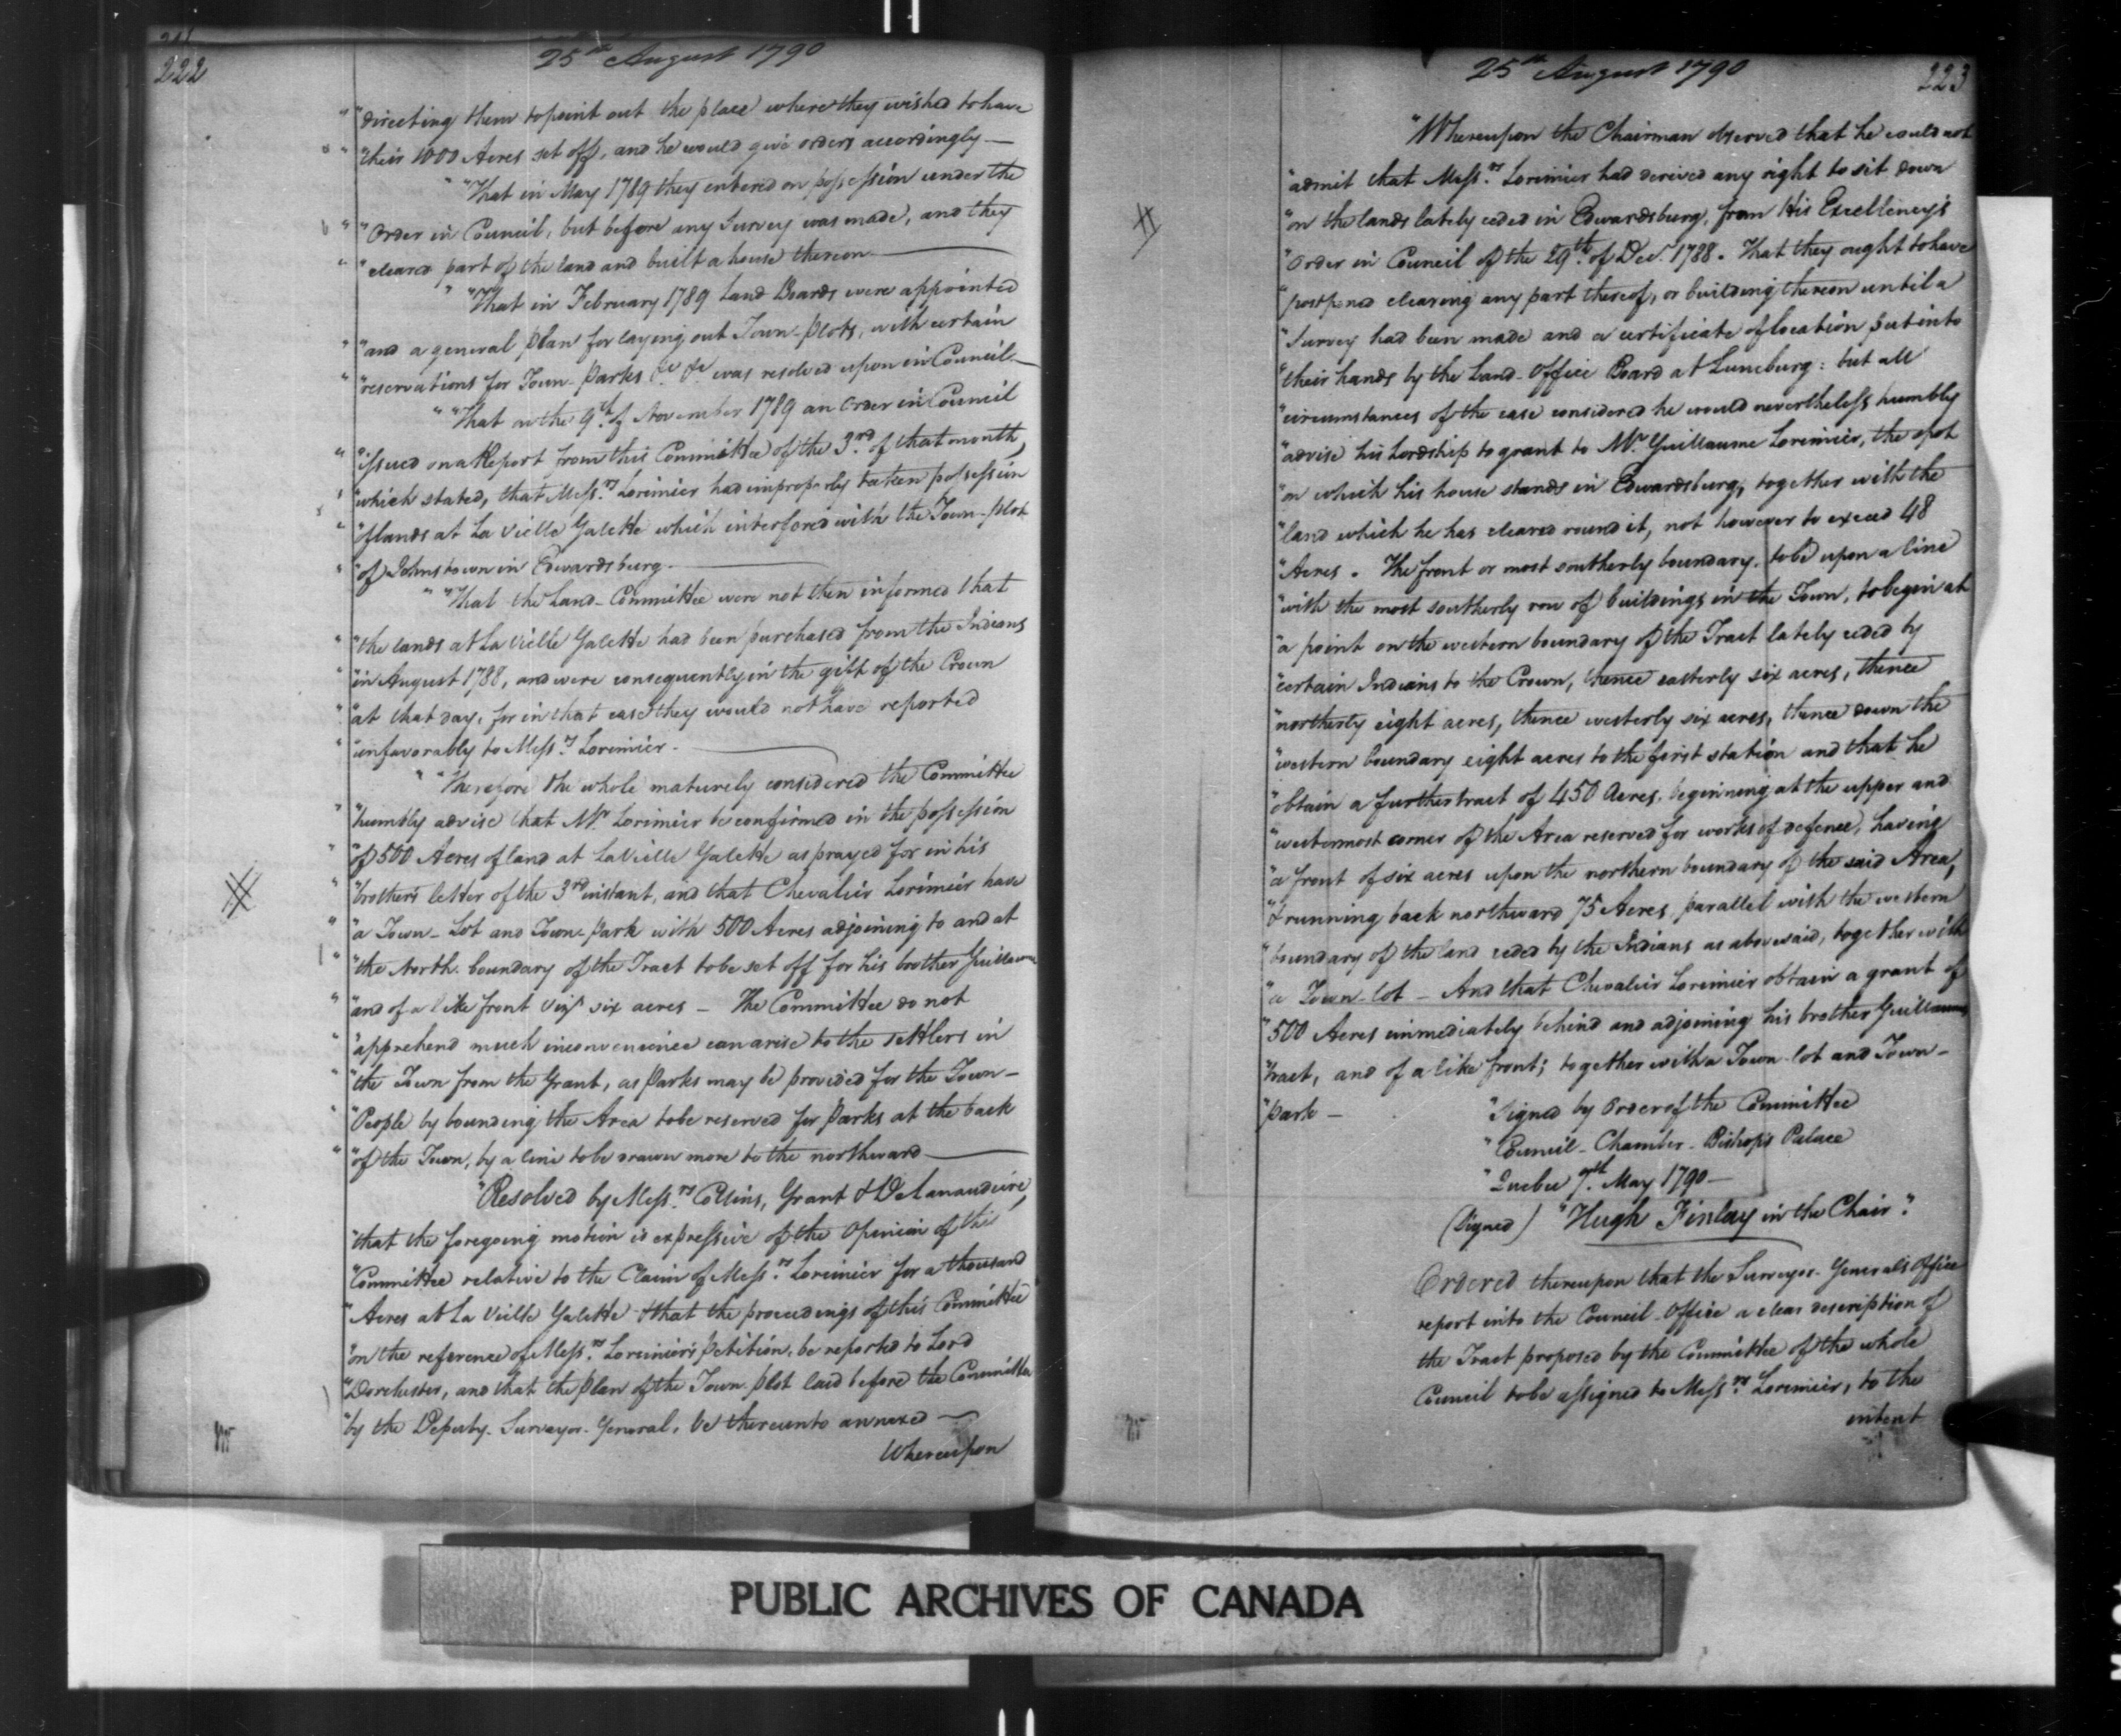 222
25th August 1790
" "directing them to point out the place where they wished to have
" "their 1000 Acres set off, and he would give orders accordingly —
" "That in May 1789 they entered on possession under the
" "Order in Council, but before any Survey was made, and they
" "cleared part of the land and built a house thereon —
" "That in February 1789 Land Boards were appointed
" "and a general plan for laying out Town-plots, with certain
" "reservations for Town-Parks &c &c was resolved upon in Council —
" "That on the 9th of November 1789 an Order in Council
" "issued on a Report from this Committee of the 3rd of that month,
" "which stated, that Messrs Lorimier had improperly taken possession
" "of lands at La Vielle Galette which interfered with the Town-plot
" "of Johnstown in Edwardsburg —
" "That the Land-Committee were not then informed that
" "the lands at La Vielle Galette had been purchased from the Indians
" "in August 1788, and were consequently in the gift of the Crown
" "at that day, for in that case they would not have reported
" "unfavorably to Messrs Lorimier —
" "Therefore the whole maturely considered the Committee
" "humbly advise that Mr Lorimier be confirmed in the possession
" "of 500 Acres of land at La Vielle Galette as prayed for in his
" "brother's letter of the 3rd instant, and that Chevalier Lorimier have
" "a Town-Lot and Town-Park with 500 Acres adjoining to and at
" "the North boundary of the Tract to be set off for his brother Guillaume
" "and of a like front vizt six acres — The Committee do not
" "apprehend much inconvenience can arise to the settlers in
" "the Town from the Grant, as Parks may be provided for the Town-
" "People by bounding the Area to be reserved for Parks at the back
" "of the Town, by a line to be drawn more to the northward —
"Resolved by Messrs Collins, Grant & DeLanaudiere,
"that the foregoing motion is expressive of the Opinion of the
"Committee relative to the Claim of Messrs Lorimier for a thousand
"Acres at La Vielle Galette & that the proceedings of this Committee
"on the reference of Messrs Lorimier's Petition, be reported to Lord
"Dorchester, and that the Plan of the Town plot laid before the Committee
"by the Deputy-Surveyor-General, be thereunto annexed —
Whereupon
25th August 1790
223
"Whereupon the Chairman observed that he could not
"admit that Messrs Lorimier had derived any right to sit down
"on the lands lately ceded in Edwardsburg, from His Excellency's
"Order in Council of the 29th of Decr 1788. That they ought to have
"postponed clearing any part thereof, or building thereon until a
"Survey had been made and a certificate of location put into
"their hands by the Land-Office Board at Luneburg: but all
"circumstances of the case considered he would nevertheless humbly
"advise his Lordship to grant to Mr Guillaume Lorimier, the spot
"on which his house stands in Edwardsburg, together with the
"land which he has cleared round it, not however to exceed 48
"Acres. The front or most southerly boundary to be upon a line
"with the most southerly row of buildings in the Town, to begin at
"a point on the western boundary of the Tract lately ceded by
"certain Indians to the Crown, thence easterly six acres, thence
"northerly eight acres, thence westerly six acres, thence down the
"western boundary eight acres to the first station and that he
"obtain a further tract of 450 Acres, beginning at the upper and
"westernmost corner of the Area reserved for works of defence, having
"a front of six acres upon the northern boundary of the said Area,
"& running back northward 75 Acres, parallel with the western
"boundary of the land ceded by the Indians as abovesaid, together with
"a Town-lot — And that Chevalier Lorimier obtain a grant of
"500 Acres immediately behind and adjoining his brother Guillaumes
"tract, and of a like front; together with a Town lot and Town-
"park —
"Signed by Order of the Committee
"Council-Chamber-Bishop's Palace
"Quebec 7th May 1790 —
(Signed) "Hugh Finlay in the Chair."
Ordered thereupon that the Surveyor-General's Office
report into the Council-Office a clear description of
the Tract proposed by the Committee of the whole
Council to be assigned to Messrs Lorimier, to the
intent
PUBLIC ARCHIVES OF CANADA